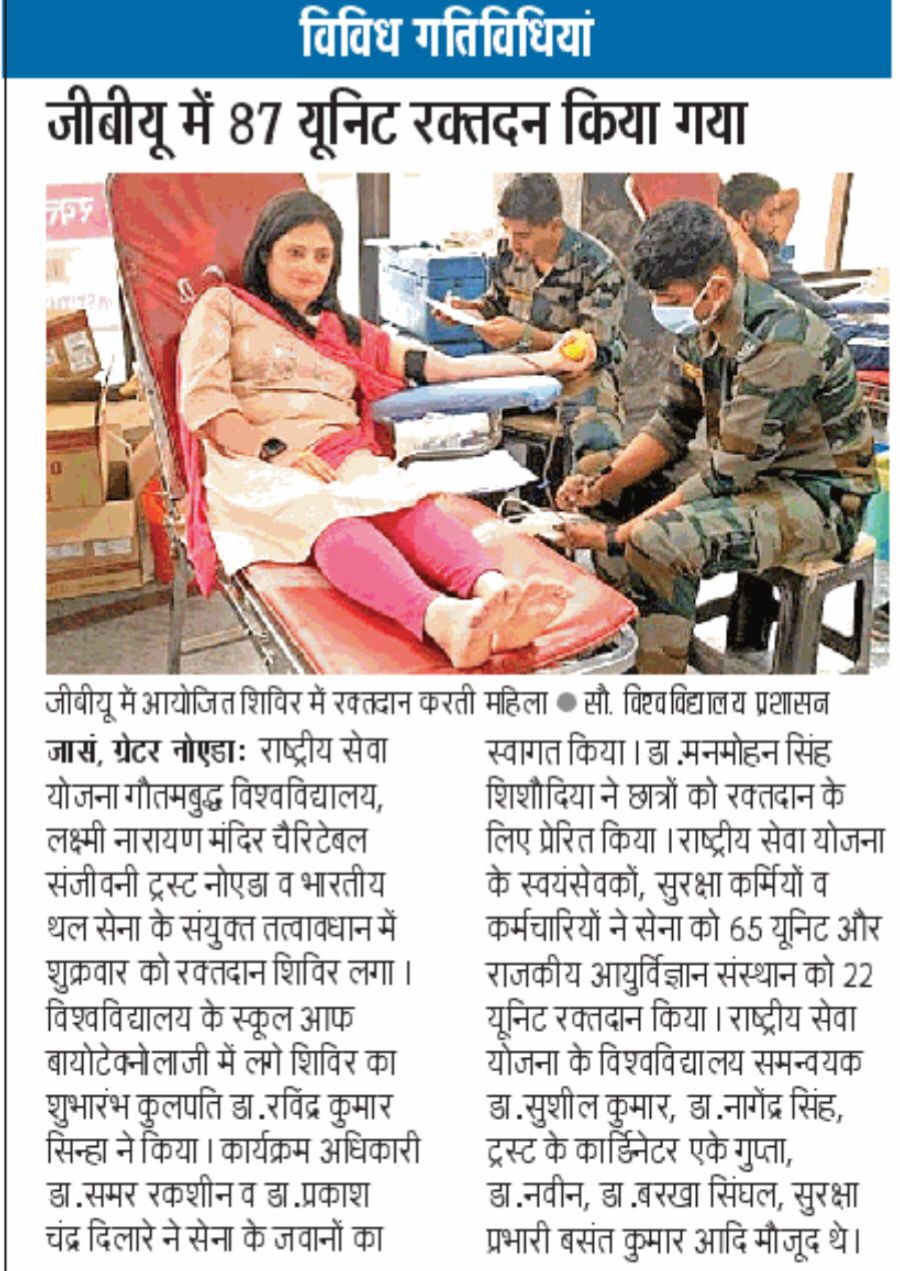 विविध गतिविधियां
जीबीयू में 87 यूनिट रक्तदान किया गया
जीबीयू में आयोजित शिविर में रक्तदान करती महिला ● सौ. विश्वविद्यालय प्रशासन
जासं, ग्रेटर नोएडाः राष्ट्रीय सेवा
योजना गौतमबुद्ध विश्वविद्यालय,
लक्ष्मी नारायण मंदिर चैरिटेबल
संजीवनी ट्रस्ट नोएडा व भारतीय
थल सेना के संयुक्त तत्वावधान में
शुक्रवार को रक्तदान शिविर लगा।
विश्वविद्यालय के स्कूल आफ
बायोटेक्नोलाजी में लगे शिविर का
शुभारंभ कुलपति डा.रविंद्र कुमार
सिन्हा ने किया। कार्यक्रम अधिकारी
डा.समर रकशीन व डा.प्रकाश
चंद्र दिलारे ने सेना के जवानों का
स्वागत किया। डा.मनमोहन सिंह
शिशौदिया ने छात्रों को रक्तदान के
लिए प्रेरित किया।राष्ट्रीय सेवा योजना
के स्वयंसेवकों, सुरक्षा कर्मियों व
कर्मचारियों ने सेना को 65 यूनिट और
राजकीय आयुर्विज्ञान संस्थान को 22
यूनिट रक्तदान किया। राष्ट्रीय सेवा
योजना के विश्वविद्यालय समन्वयक
डा.सुशील कुमार, डा.नागेंद्र सिंह,
ट्रस्ट के कार्डिनेटर एके गुप्ता,
डा.नवीन, डा.बरखा सिंघल, सुरक्षा
प्रभारी बसंत कुमार आदि मौजूद थे।